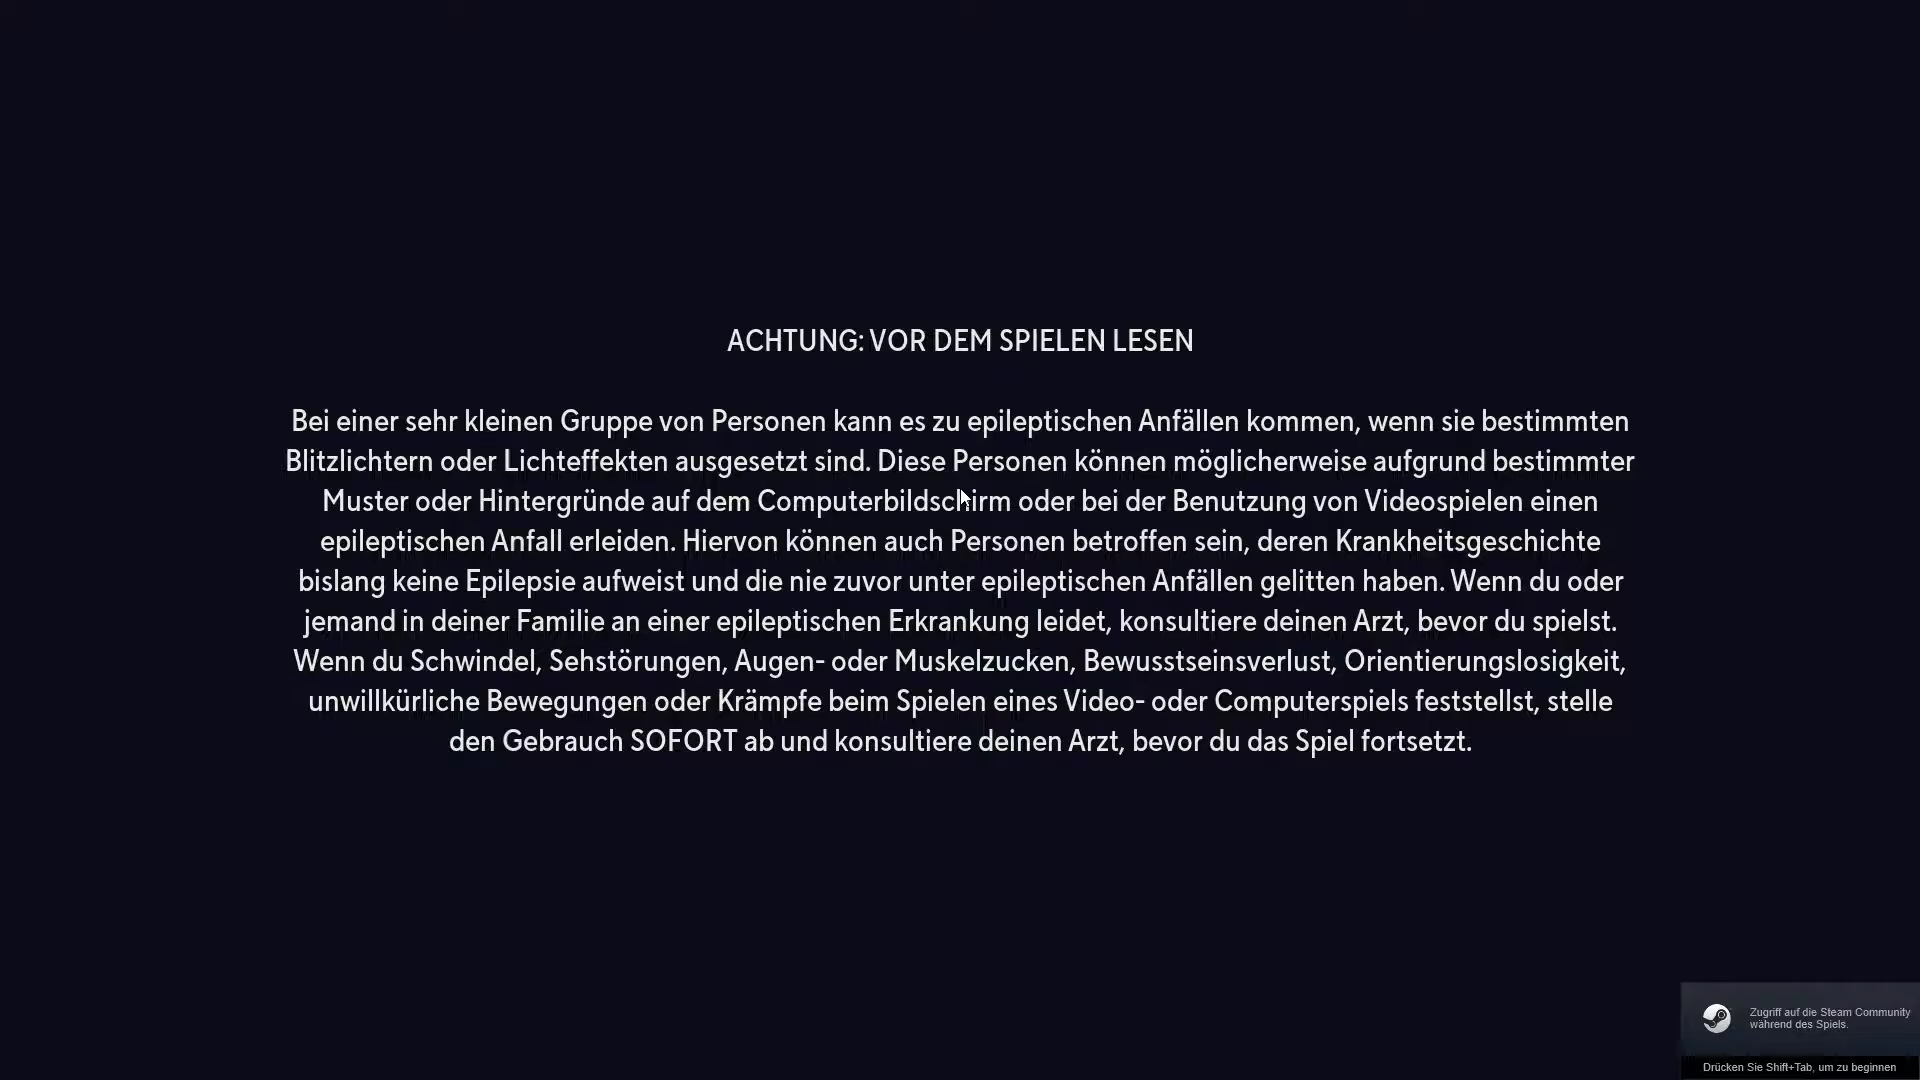 ACHTUNG: VOR DEM SPIELEN LESEN
Bei einer sehr kleinen Gruppe von Personen kann es zu epileptischen Anfällen kommen, wenn sie bestimmten
Blitzlichtern oder Lichteffekten ausgesetzt sind. Diese Personen können möglicherweise aufgrund bestimmter
Muster oder Hintergründe auf dem Computerbildschirm oder bei der Benutzung von Videospielen einen
epileptischen Anfall erleiden. Hiervon können auch Personen betroffen sein, deren Krankheitsgeschichte
bislang keine Epilepsie aufweist und die nie zuvor unter epileptischen Anfällen gelitten haben. Wenn du oder
jemand in deiner Familie an einer epileptischen Erkrankung leidet, konsultiere deinen Arzt, bevor du spielst.
Wenn du Schwindel, Sehstörungen, Augen- oder Muskelzucken, Bewusstseinsverlust, Orientierungslosigkeit,
unwillkürliche Bewegungen oder Krämpfe beim Spielen eines Video- oder Computerspiels feststellst, stelle
den Gebrauch SOFORT ab und konsultiere deinen Arzt, bevor du das Spiel fortsetzt.
Zugriff auf die Steam Community
während des Spiels.
Drücken Sie Shift+Tab, um zu beginnen